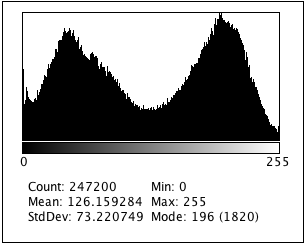 0 255
Count: 247200 Min: 0
Mean: 126.159284 Max: 255
StdDev: 73.220749 Mode: 196 (1820)